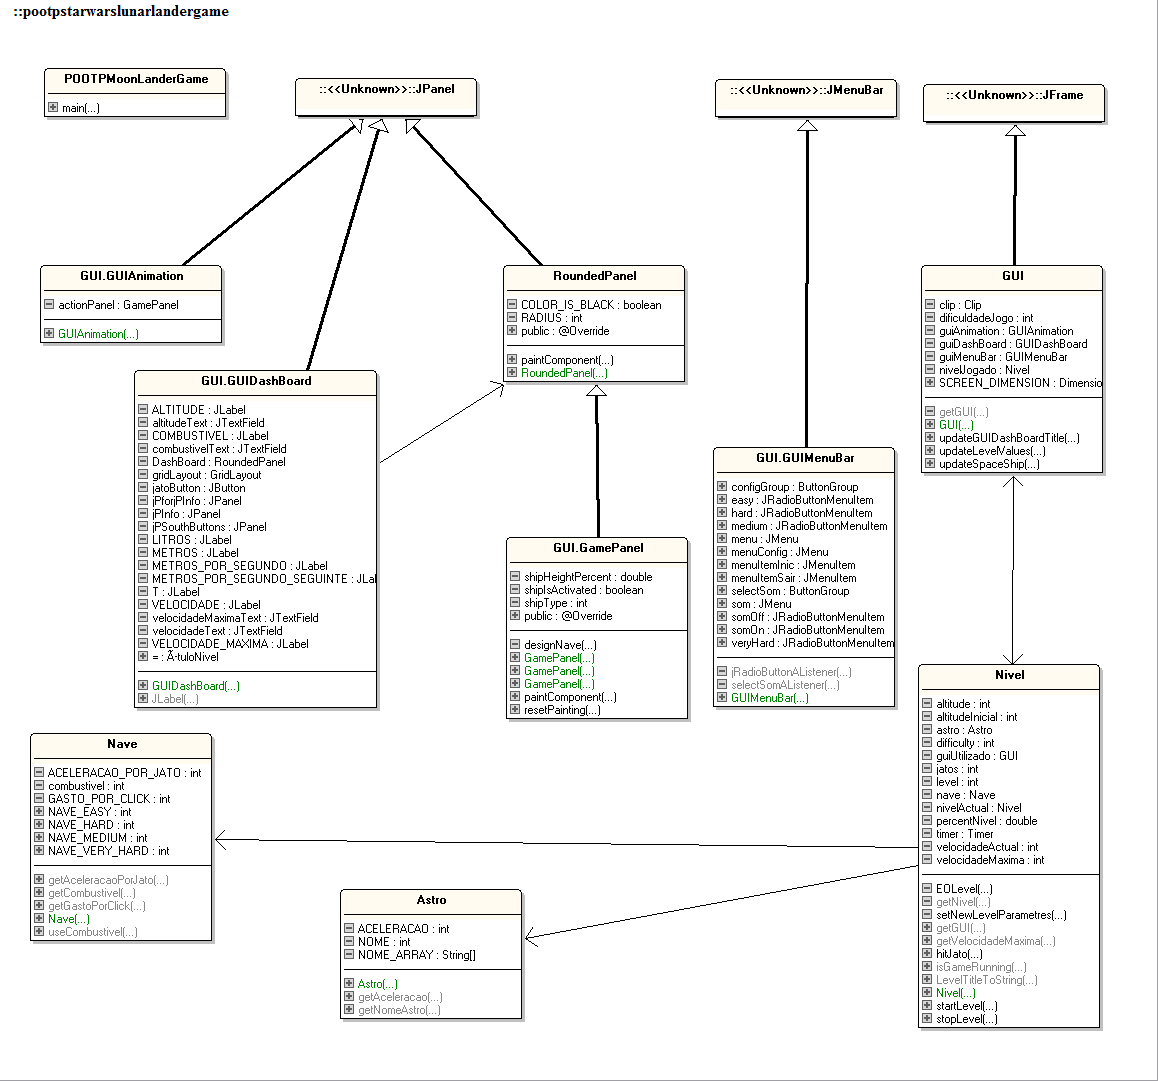 ::pootpstarwarslunarlandergame
POOTPMoonLanderGame
main(...)
::<<Unknown>>::JPanel
::<<Unknown>>::JMenuBar
::<<Unknown>>::JFrame
GUI.GUIAnimation
actionPanel : GamePanel
GUIAnimation(...)
RoundedPanel
COLOR_IS_BLACK : boolean
RADIUS : int
public : @Override
paintComponent(...)
RoundedPanel(...)
GUI
clip : Clip
dificuldadeJogo : int
guiAnimation : GUIAnimation
guiDashBoard : GUIDashBoard
guiMenuBar : GUIMenuBar
nivelJogado : Nivel
SCREEN_DIMENSION : Dimensio
getGUI(...)
GUI(...)
updateGUIDashBoardTitle(...)
updateLevelValues(...)
updateSpaceShip(...)
GUI.GUIDashBoard
ALTITUDE : JLabel
altitudeText : JTextField
COMBUSTIVEL : JLabel
combustivelText : JTextField
DashBoard : RoundedPanel
gridLayout : GridLayout
jatoButton : JButton
jPforjPInfo : JPanel
jPInfo : JPanel
jPSouthButtons : JPanel
LITROS : JLabel
METROS : JLabel
METROS_POR_SEGUNDO : JLabel
METROS_POR_SEGUNDO_SEGUINTE : JLal
T : JLabel
VELOCIDADE : JLabel
velocidadeMaximaText : JTextField
velocidadeText : JTextField
VELOCIDADE_MAXIMA : JLabel
= : Ã-tuloNivel
GUIDashBoard(...)
JLabel(...)
GUI.GUIMenuBar
configGroup : ButtonGroup
easy : JRadioButtonMenuItem
hard : JRadioButtonMenuItem
medium : JRadioButtonMenuItem
menu : JMenu
menuConfig : JMenu
menuItemInic : JMenuItem
menuItemSair : JMenuItem
selectSom : ButtonGroup
som : JMenu
somOff : JRadioButtonMenuItem
somOn : JRadioButtonMenuItem
veryHard : JRadioButtonMenuItem
jRadioButtonAListener(...)
selectSomAListener(...)
GUIMenuBar(...)
GUI.GamePanel
shipHeightPercent : double
shipIsActivated : boolean
shipType : int
public : @Override
designNave(...)
GamePanel(...)
GamePanel(...)
GamePanel(...)
paintComponent(...)
resetPainting(...)
Nivel
altitude : int
altitudeInicial : int
astro : Astro
difficulty : int
guiUtilizado : GUI
jatos : int
level : int
nave : Nave
nivelActual : Nivel
percentNivel : double
timer : Timer
velocidadeActual : int
velocidadeMaxima : int
EOLevel(...)
getNivel(...)
setNewLevelParametres(...)
getGUI(...)
getVelocidadeMaxima(...)
hitJato(...)
isGameRunning(...)
LevelTitleToString(...)
Nivel(...)
startLevel(...)
stopLevel(...)
Nave
ACELERACAO_POR_JATO : int
combustivel : int
GASTO_POR_CLICK : int
NAVE_EASY : int
NAVE_HARD : int
NAVE_MEDIUM : int
NAVE_VERY_HARD : int
getAceleracaoPorJato(...)
getCombustivel(...)
getGastoPorClick(...)
Nave(...)
useCombustivel(...)
Astro
ACELERACAO : int
NOME : int
NOME_ARRAY : String[]
Astro(...)
getAceleracao(...)
getNomeAstro(...)